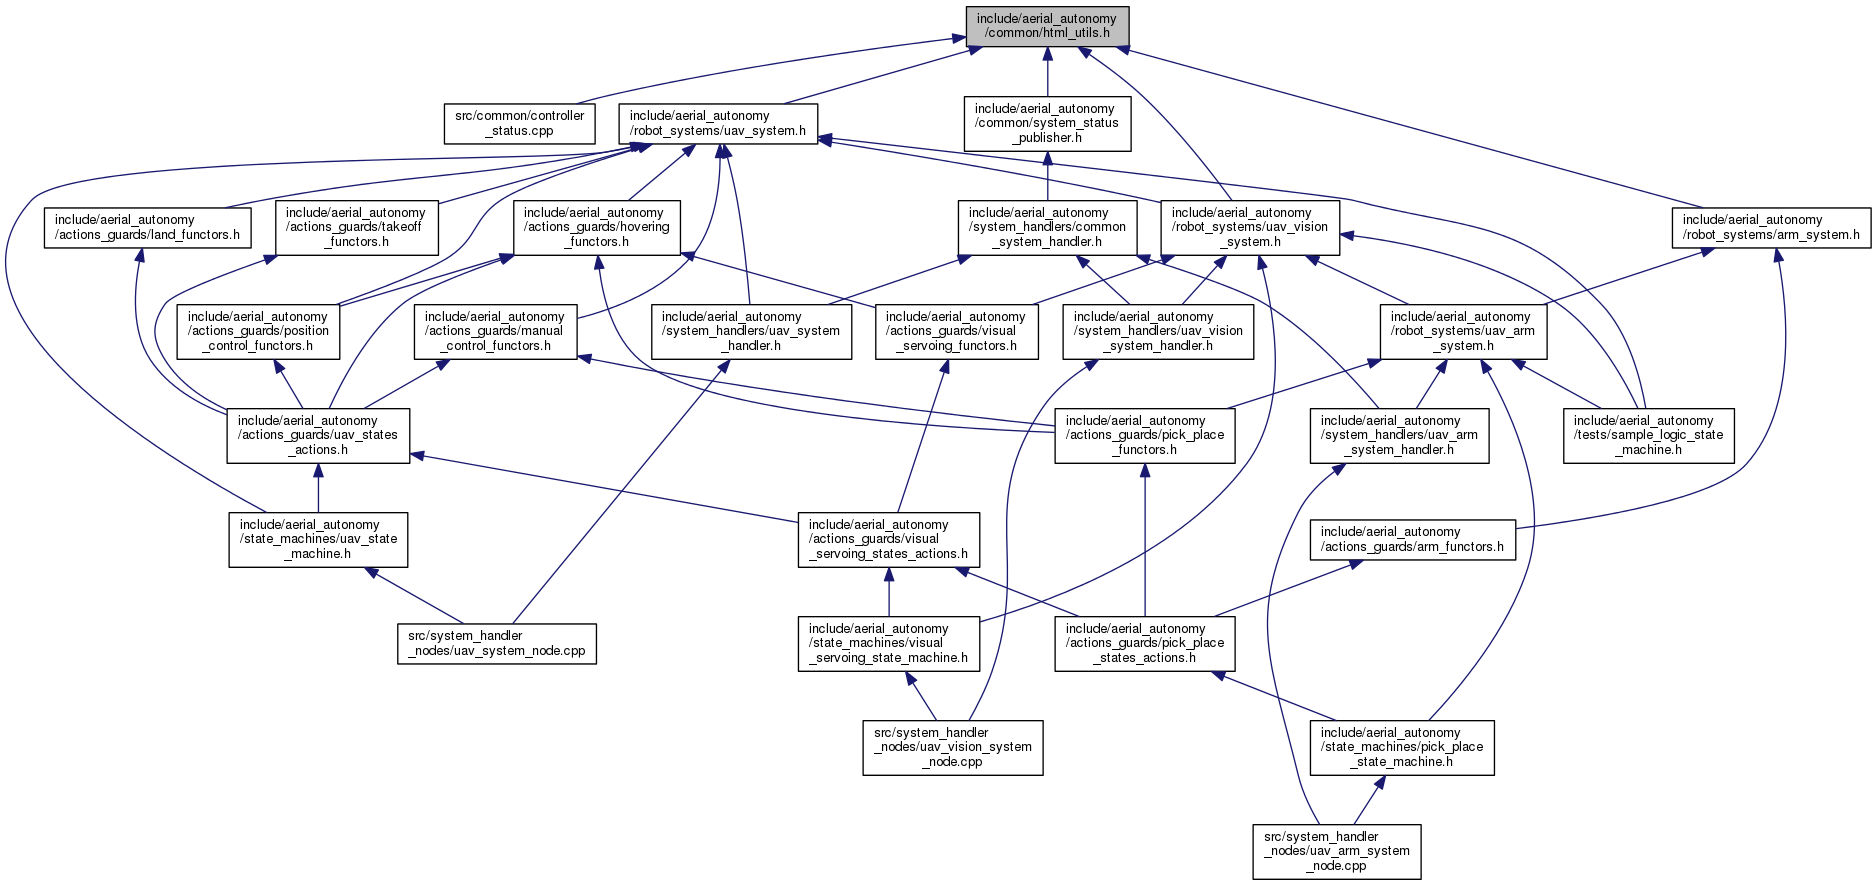 include/aerial_autonomy
/common/html_utils.h
src/common/controller
_status.cpp
include/aerial_autonomy
/robot_systems/uav_system.h
include/aerial_autonomy
/common/system_status
_publisher.h
include/aerial_autonomy
/actions_guards/land_functors.h
include/aerial_autonomy
/actions_guards/takeoff
_functors.h
include/aerial_autonomy
/actions_guards/hovering
_functors.h
include/aerial_autonomy
/system_handlers/common
_system_handler.h
include/aerial_autonomy
/robot_systems/uav_vision
_system.h
include/aerial_autonomy
/robot_systems/arm_system.h
include/aerial_autonomy
/actions_guards/position
_control_functors.h
include/aerial_autonomy
/actions_guards/manual
_control_functors.h
include/aerial_autonomy
/system_handlers/uav_system
_handler.h
include/aerial_autonomy
/actions_guards/visual
_servoing_functors.h
include/aerial_autonomy
/system_handlers/uav_vision
_system_handler.h
include/aerial_autonomy
/robot_systems/uav_arm
_system.h
include/aerial_autonomy
/actions_guards/uav_states
_actions.h
include/aerial_autonomy
/actions_guards/pick_place
_functors.h
include/aerial_autonomy
/system_handlers/uav_arm
_system_handler.h
include/aerial_autonomy
/tests/sample_logic_state
_machine.h
include/aerial_autonomy
/state_machines/uav_state
_machine.h
include/aerial_autonomy
/actions_guards/visual
_servoing_states_actions.h
include/aerial_autonomy
/actions_guards/arm_functors.h
src/system_handler
_nodes/uav_system_node.cpp
include/aerial_autonomy
/state_machines/visual
_servoing_state_machine.h
include/aerial_autonomy
/actions_guards/pick_place
_states_actions.h
src/system_handler
_nodes/uav_vision_system
_node.cpp
include/aerial_autonomy
/state_machines/pick_place
_state_machine.h
src/system_handler
_nodes/uav_arm_system
_node.cpp